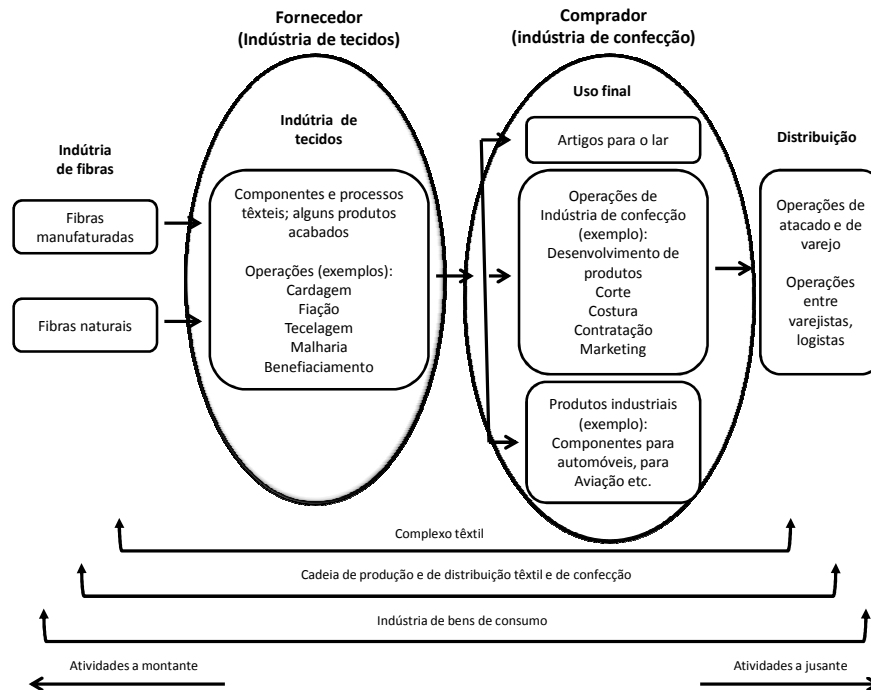 Fornecedor
(Indústria de tecidos)
Comprador
(indústria de confecção)
Indútria
de fibras
Fibras
manufaturadas
Fibras naturais
Indútria de
tecidos
Componentes e processos
têxteis; alguns produtos
acabados
Operações (exemplos):
Cardagem
Fiação
Tecelagem
Malharia
Benefiaciamento
Uso final
Artigos para o lar
Operações de
Indústria de confecção
(exemplo):
Desenvolvimento de
produtos
Corte
Costura
Contratação
Marketing
Produtos industriais
(exemplo):
Componentes para
automóveis, para
Aviação etc.
Distribuição
Operações de
atacado e de
varejo
Operações
entre
varejistas,
logistas
Complexo têxtil
Cadeia de produção e de distribuição têxtil e de confecção
Indústria de bens de consumo
Atividades a montante
Atividades a jusante